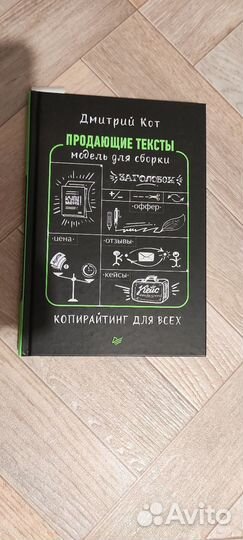 Дмитрий Кот
ПРОДАЮЩИЕ ТЕКСТЫ
модель для сборки
ЗАГОЛОВОК
·оффер·
·цена·
·отзывы·
·кейсы·
Кейс
КОПИРАЙТИНГ ДЛЯ ВСЕХ
Avito